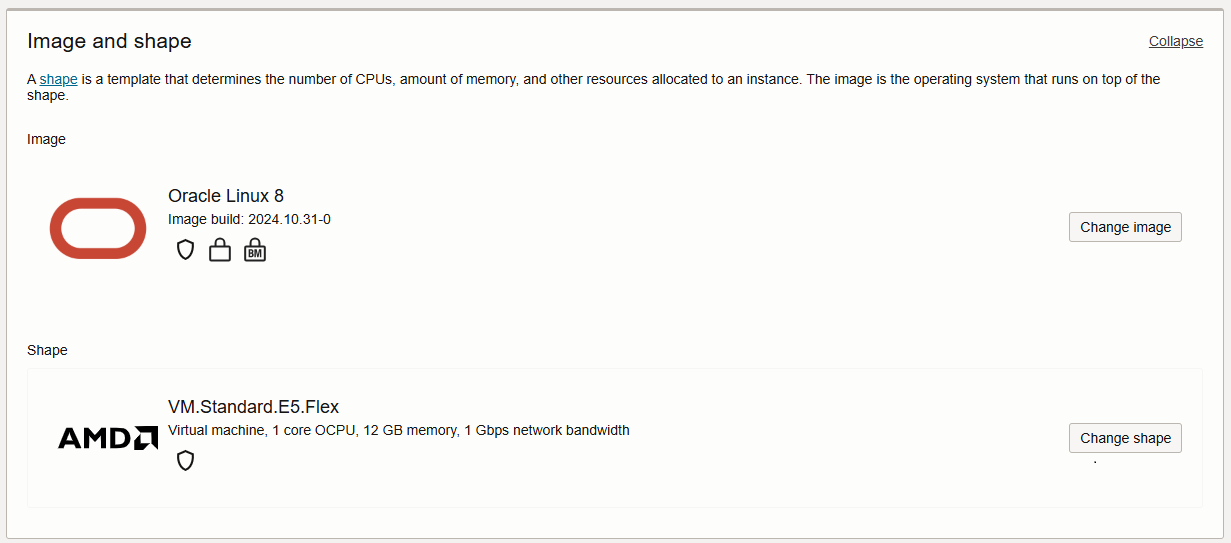 Image and shape
Collapse
A shape is a template that determines the number of CPUs, amount of memory, and other resources allocated to an instance. The image is the operating system that runs on top of the
shape.
Image
Oracle Linux 8
Image build: 2024.10.31-0
BM
Change image
Shape
AMD
VM.Standard.E5.Flex
Virtual machine, 1 core OCPU, 12 GB memory, 1 Gbps network bandwidth
Change shape